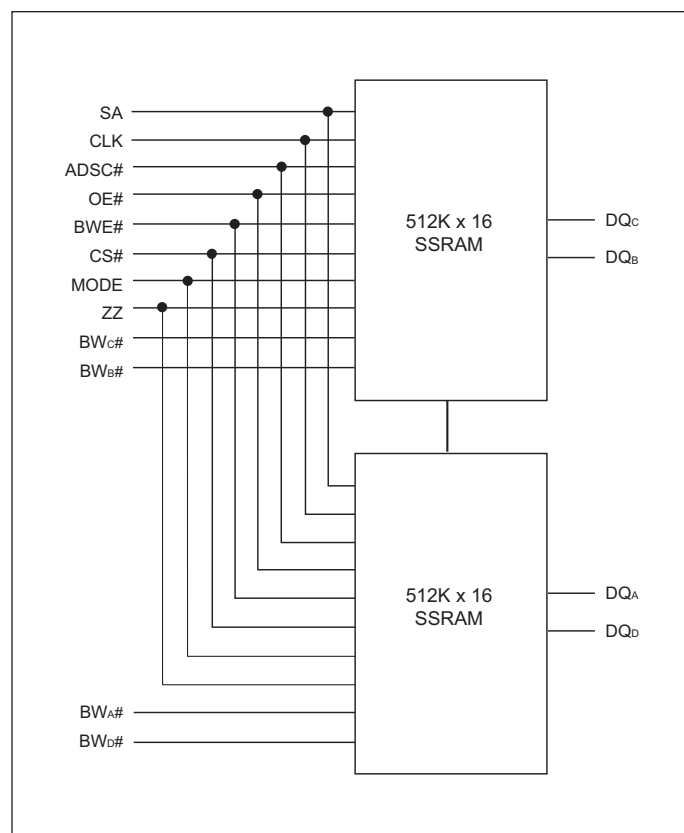 SA
CLK
ADSC#
OE#
BWE#
CS#
MODE
ZZ
BWC#
BWB#
512K x 16
SSRAM
DQC
DQB
512K x 16
SSRAM
DQA
DQD
BWA#
BWD#